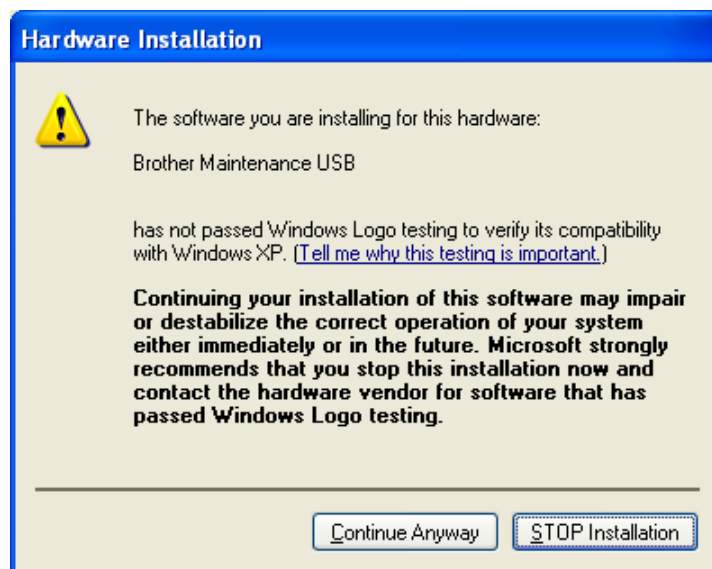 Hardware Installation
The software you are installing for this hardware:
Brother Maintenance USB
has not passed Windows Logo testing to verify its compatibility
with Windows XP. (Tell me why this testing is important.)
Continuing your installation of this software may impair
or destabilize the correct operation of your system
either immediately or in the future. Microsoft strongly
recommends that you stop this installation now and
contact the hardware vendor for software that has
passed Windows Logo testing.
Continue Anyway
STOP Installation